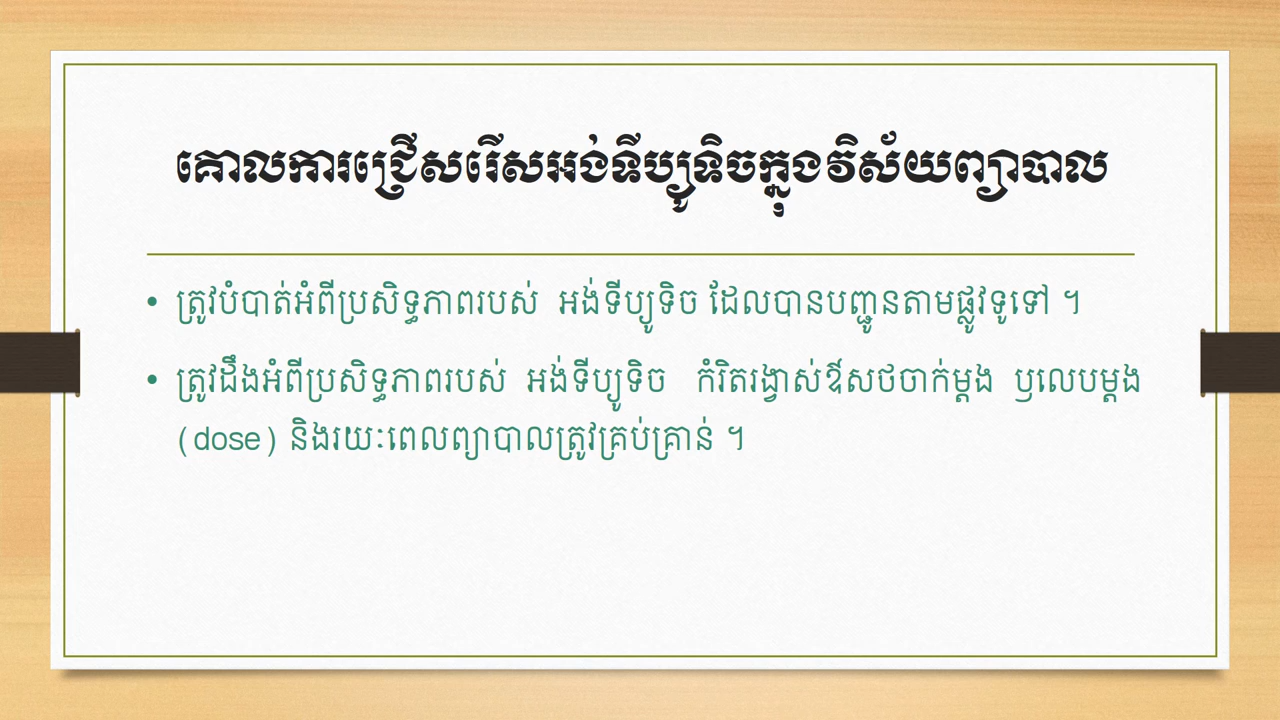 គោលការជ្រើសរើសអង់ទីប្យូទិចក្នុងវិស័យព្យាបាល
• ត្រូវបំបាត់អំពីប្រសិទ្ធភាពរបស់ អង់ទីប្យូទិច ដែលបានបញ្ជូនតាមផ្លូវទូទៅ ។
• ត្រូវដឹងអំពីប្រសិទ្ធភាពរបស់ អង់ទីប្យូទិច កំរិតរង្វាស់ឪសថចាក់ម្តង ឬលេបម្តង
(dose) និងរយៈពេលព្យាបាលត្រូវគ្រប់គ្រាន់ ។